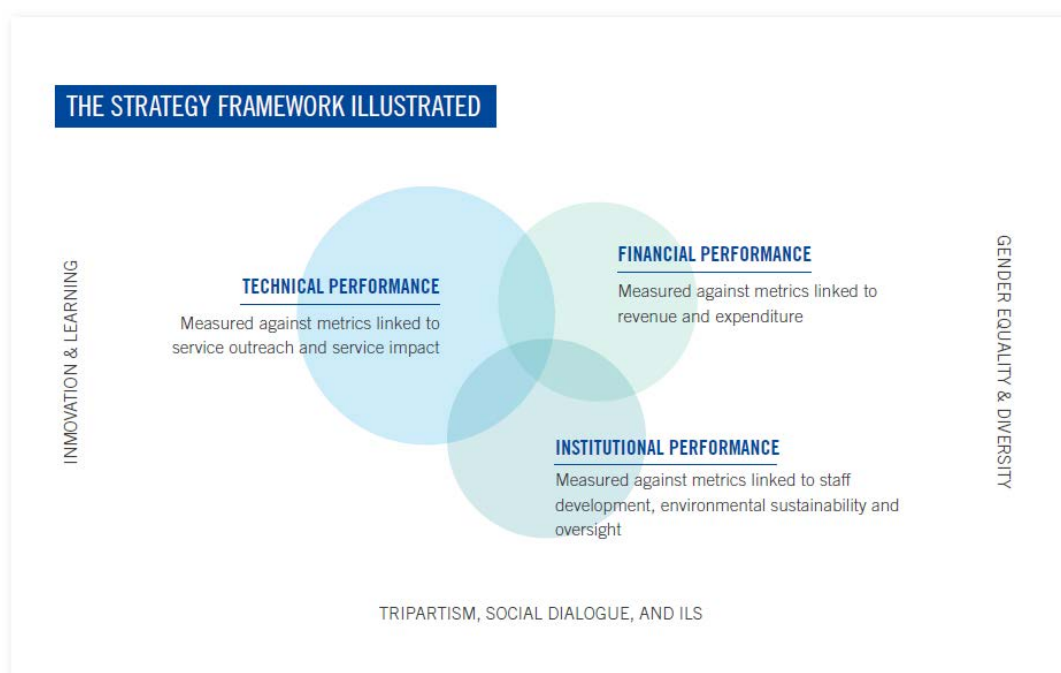 THE STRATEGY FRAMEWORK ILLUSTRATED
INMOVATION & LEARNING
TECHNICAL PERFORMANCE
Measured against metrics linked to
service outreach and service impact
FINANCIAL PERFORMANCE
Measured against metrics linked to
revenue and expenditure
INSTITUTIONAL PERFORMANCE
Measured against metrics linked to staff
development, environmental sustainability and
oversight
GENDER EQUALITY & DIVERSITY
TRIPARTISM, SOCIAL DIALOGUE, AND ILS